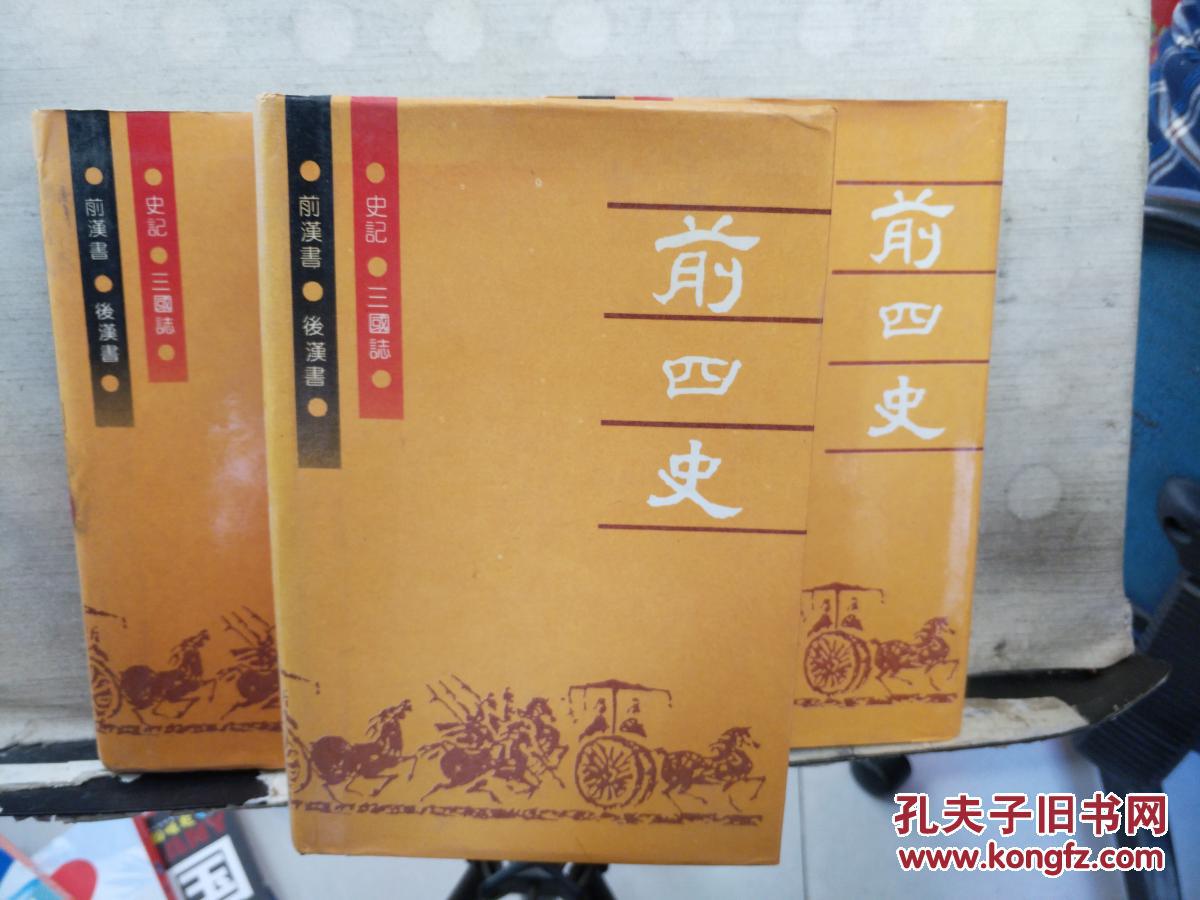 前漢書 後漢書
史記 三國誌
前漢書 後漢書
史記 三國誌
前四史
前四史
国
孔夫子旧书网
www.kongfz.com